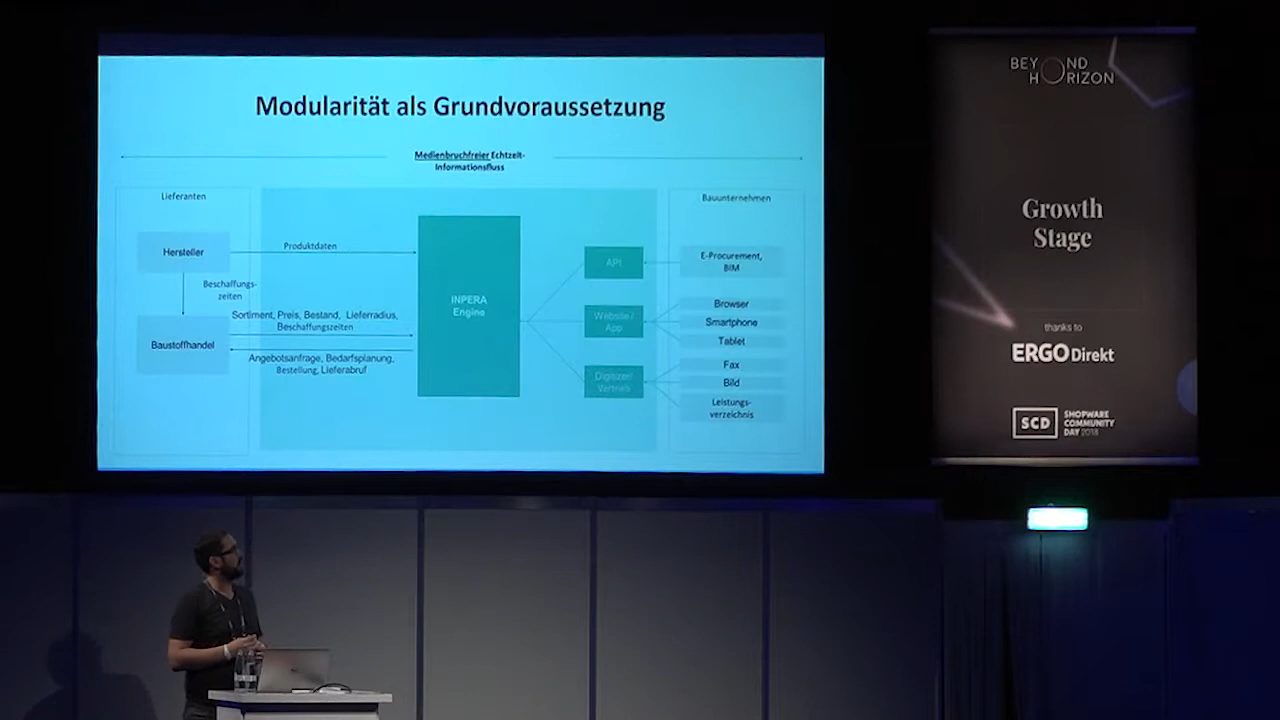 Modularität als Grundvoraussetzung
Medienbruchfreier Echtzeit-
Informationsfluss
Lieferanten
Hersteller
Beschaffungs-
zeiten
Baustoffhandel
Produktdaten
Sortiment, Preis, Bestand, Lieferradius,
Beschaffungszeiten
Angebotsanfrage, Bedarfsplanung,
Bestellung, Lieferabruf
INPERA
Engine
API
Website /
App
Digitizer/
Vertrieb
Bauunternehmen
E-Procurement,
BIM
Browser
Smartphone
Tablet
Fax
Bild
Leistungs-
verzeichnis
BEYOND
HORIZON
Growth
Stage
thanks to
ERGO Direkt
SCD
SHOPWARE
COMMUNITY
DAY 2018